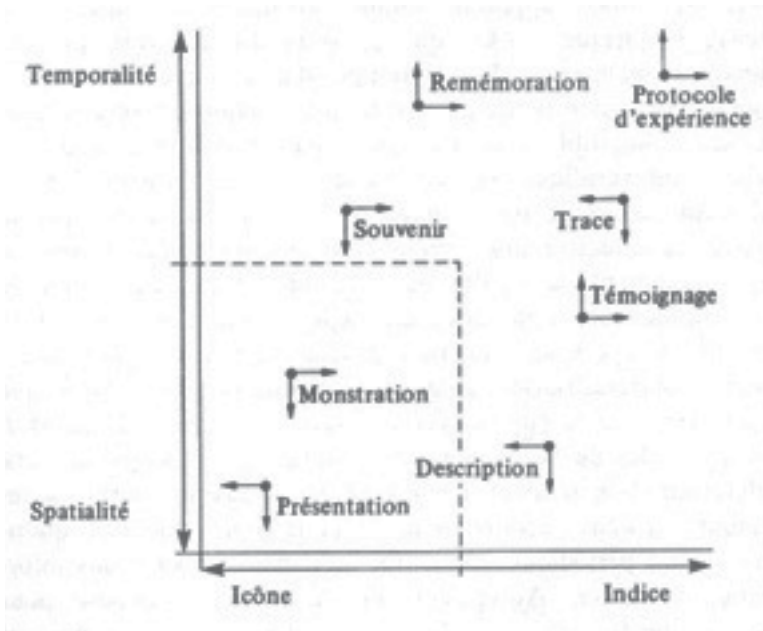 Temporalité
Remémoration
Protocole
d'expérience
Souvenir
Trace
Témoignage
Monstration
Description
Présentation
Spatialité
Icône
Indice